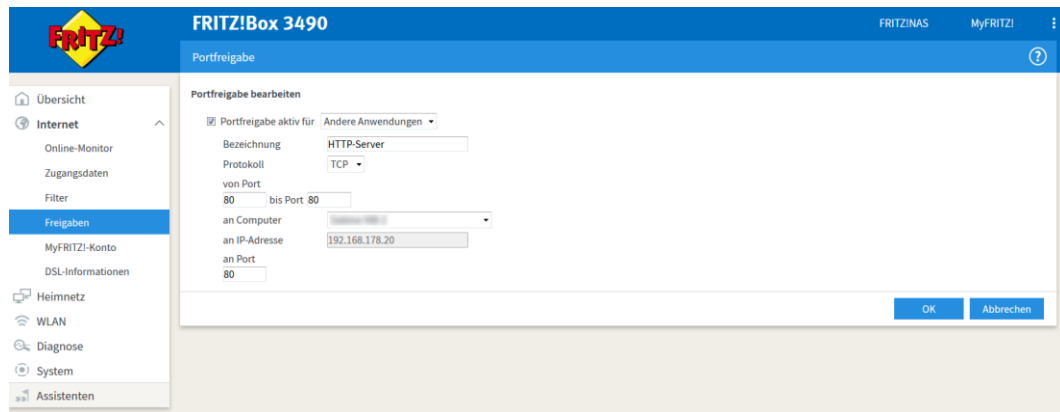 FRITZ!
FRITZ!Box 3490
FRITZ!NAS
MyFRITZ!
Portfreigabe
?
Übersicht
Internet
Online-Monitor
Zugangsdaten
Filter
Freigaben
MyFRITZ!-Konto
DSL-Informationen
Heimnetz
WLAN
Diagnose
System
Assistenten
Portfreigabe bearbeiten
Portfreigabe aktiv für Andere Anwendungen
Bezeichnung HTTP-Server
Protokoll TCP
von Port
80 bis Port 80
an Computer
an IP-Adresse 192.168.178.20
an Port
80
OK Abbrechen